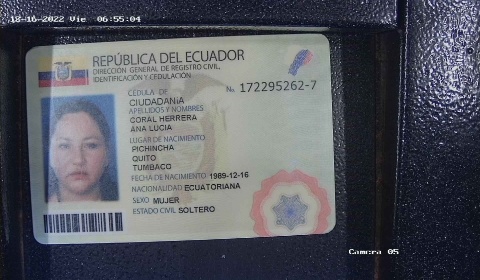 18-16-2022 Vie 06:55:04
REPÚBLICA DEL ECUADOR
DIRECCIÓN GENERAL DE REGISTRO CIVIL,
IDENTIFICACIÓN Y CEDULACIÓN
CÉDULA DE
CIUDADANÍA
No 172295262-7
APELLIDOS Y NOMBRES
CORAL HERRERA
ANA LUCIA
LUGAR DE NACIMIENTO
PICHINCHA
QUITO
TUMBACO
FECHA DE NACIMIENTO 1989-12-16
NACIONALIDAD ECUATORIANA
SEXO MUJER
ESTADO CIVIL SOLTERO
Camera 05